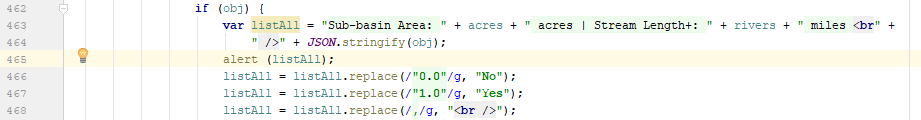 462 if (obj) {
463 var listAll = "Sub-basin Area: " + acres + " acres | Stream Length+: " + rivers + " miles <br" +
464 " />" + JSON.stringify(obj);
465 alert (listAll);
466 listAll = listAll.replace(/"0.0"/g, "No");
467 listAll = listAll.replace(/"1.0"/g, "Yes");
468 listAll = listAll.replace(/,/g, "<br />");